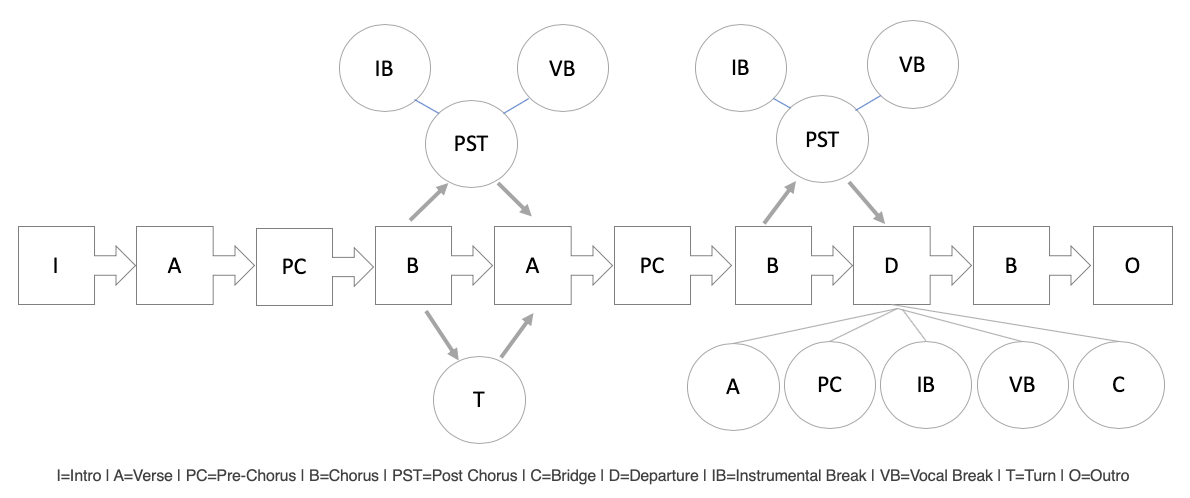 IB
VB
IB
VB
PST
PST
I
A
PC
B
A
PC
B
D
B
O
T
A
PC
IB
VB
C
I=Intro | A=Verse | PC=Pre-Chorus | B=Chorus | PST=Post Chorus | C=Bridge | D=Departure | IB=Instrumental Break | VB=Vocal Break | T=Turn | O=Outro